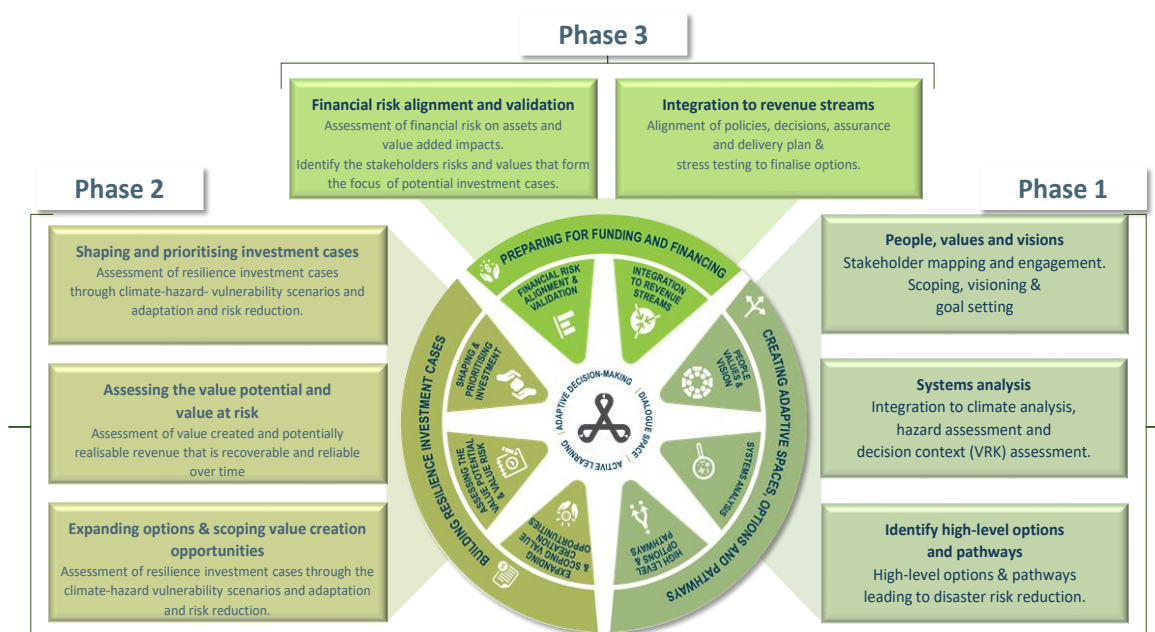 Phase 3
Financial risk alignment and validation
Assessment of financial risk on assets and
value added impacts.
Identify the stakeholders risks and values that form
the focus of potential investment cases.
Integration to revenue streams
Alignment of policies, decisions, assurance
and delivery plan &
stress testing to finalise options.
Phase 2
Shaping and prioritising investment cases
Assessment of resilience investment cases
through climate-hazard- vulnerability scenarios and
adaptation and risk reduction.
Assessing the value potential and
value at risk
Assessment of value created and potentially
realisable revenue that is recoverable and reliable
over time
Expanding options & scoping value creation
opportunities
Assessment of resilience investment cases through the
climate-hazard vulnerability scenarios and adaptation
and risk reduction.
Phase 1
People, values and visions
Stakeholder mapping and engagement.
Scoping, visioning &
goal setting
Systems analysis
Integration to climate analysis,
hazard assessment and
decision context (VRK) assessment.
Identify high-level options
and pathways
High-level options & pathways
leading to disaster risk reduction.
PREPARING FOR FUNDING AND FINANCING
FINANCIAL RISK
ALIGNMENT &
VALIDATION
INTEGRATION
TO REVENUE
STREAMS
CREATING ADAPTIVE SPACES, OPTIONS AND PATHWAYS
PEOPLE
VALUES &
VISION
SYSTEMS ANALYSIS
HIGH LEVEL
OPTIONS &
PATHWAYS
BUILDING RESILIENCE INVESTMENT CASES
EXPANDING
& SCOPING VALUE
CREATION
OPPORTUNITIES
ASSESSING THE
VALUE POTENTIAL
& VALUE RISK
SHAPING &
PRIORITISING
INVESTMENT
ADAPTIVE DECISION-MAKING | DIALOGUE SPACE | ACTIVE LEARNING |